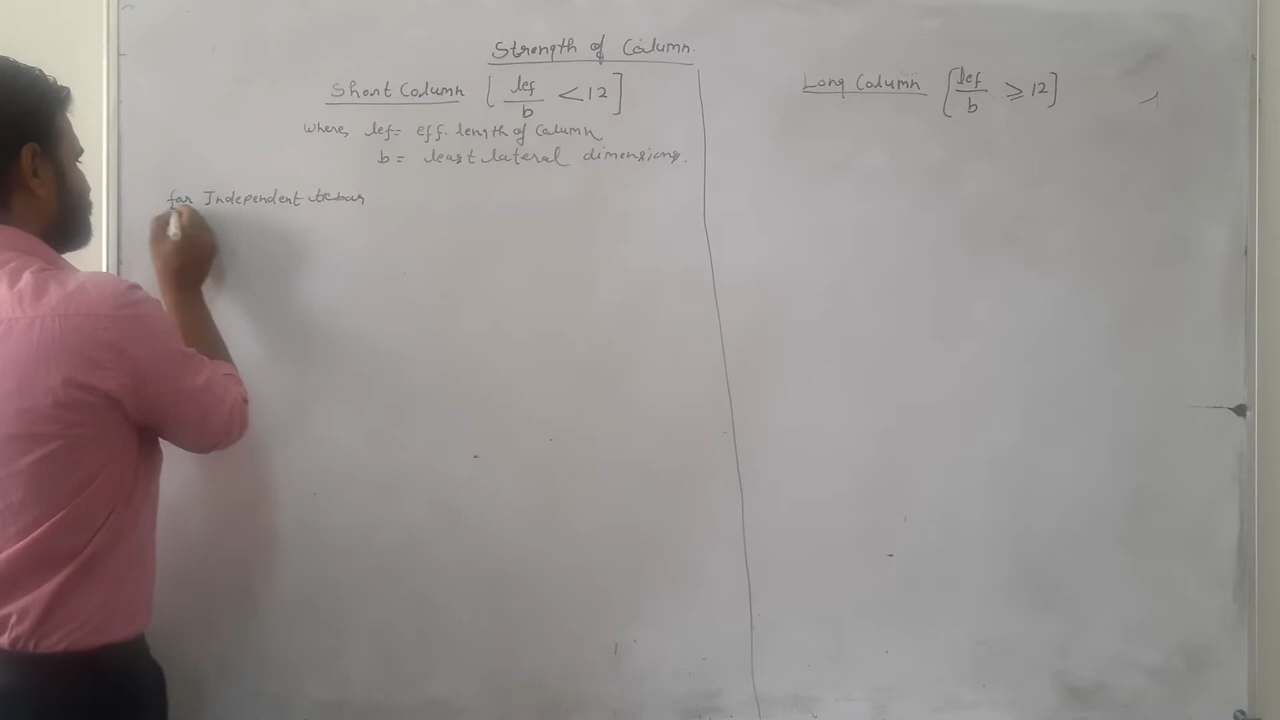 Strength of Column
Short Column [lef/b < 12]
where, lef = eff. length of Column
b = least lateral dimensions.
for Independent ties
Long Column [lef/b ≥ 12]